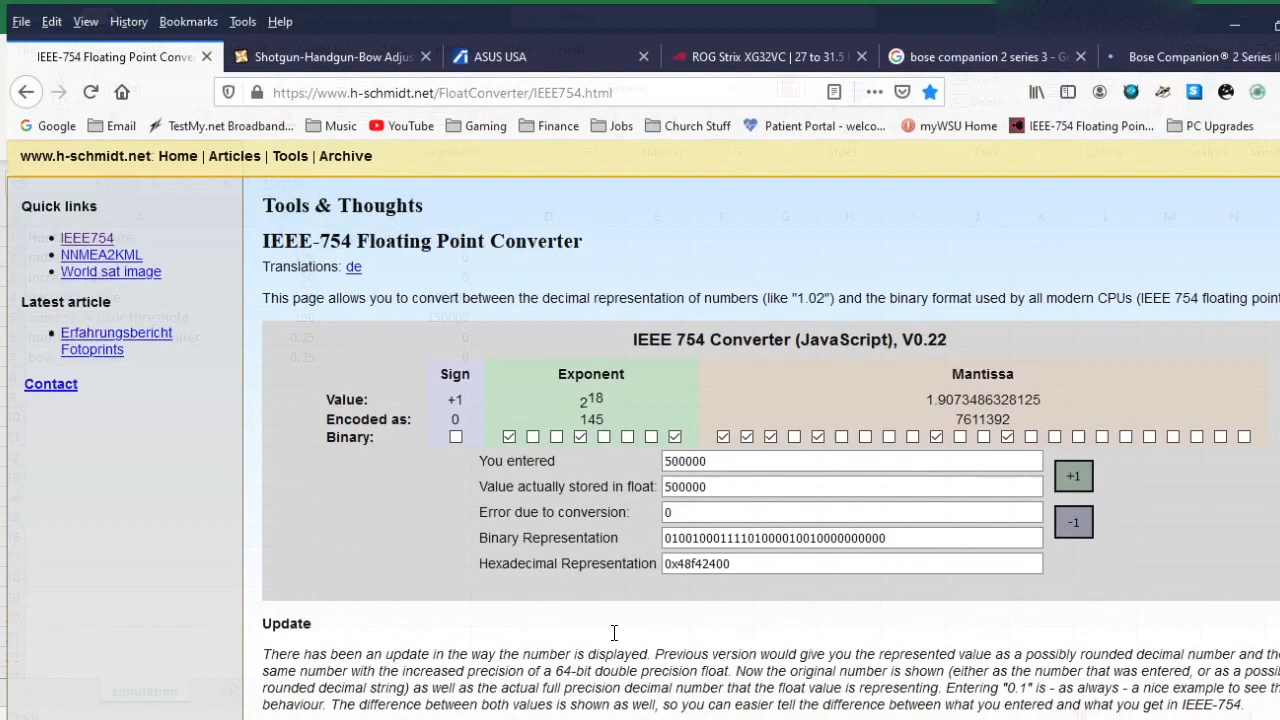 File Edit View History Bookmarks Tools Help
IEEE-754 Floating Point Conver Shotgun-Handgun-Bow Adjus ASUS USA ROG Strix XG32VC | 27 to 31.5 bose companion 2 series 3 - G Bose Companion® 2 Series II
https://www.h-schmidt.net/FloatConverter/IEEE754.html
Google Email TestMy.net Broadband... Music YouTube Gaming Finance Jobs Church Stuff Patient Portal - welco... myWSU Home IEEE-754 Floating Poin... PC Upgrades
www.h-schmidt.net: Home | Articles | Tools | Archive
Quick links
IEEE754
NNMEA2KML
World sat image
Latest article
Erfahrungsbericht
Fotoprints
Contact
Tools & Thoughts
IEEE-754 Floating Point Converter
Translations: de
This page allows you to convert between the decimal representation of numbers (like "1.02") and the binary format used by all modern CPUs (IEEE 754 floating point
IEEE 754 Converter (JavaScript), V0.22
Sign Exponent Mantissa
Value: +1 2^18 1.9073486328125
Encoded as: 0 145 7611392
Binary:
You entered 500000
Value actually stored in float: 500000
Error due to conversion: 0
Binary Representation 01001000111101000010010000000000
Hexadecimal Representation 0x48f42400
+1
-1
Update
There has been an update in the way the number is displayed. Previous version would give you the represented value as a possibly rounded decimal number and the
same number with the increased precision of a 64-bit double precision float. Now the original number is shown (either as the number that was entered, or as a possi
rounded decimal string) as well as the actual full precision decimal number that the float value is representing. Entering "0.1" is - as always - a nice example to see th
behaviour. The difference between both values is shown as well, so you can easier tell the difference between what you entered and what you get in IEEE-754.
simulation